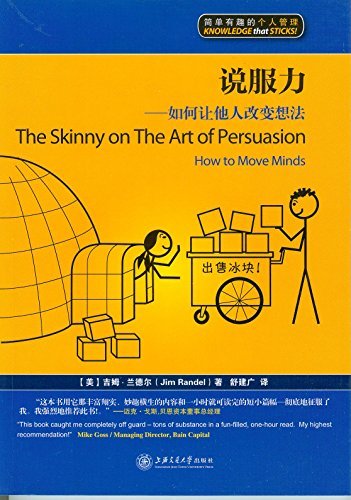 简单有趣的个人管理
KNOWLEDGE that STICKS!
说服力
——如何让他人改变想法
The Skinny on The Art of Persuasion
How to Move Minds
出售冰块!
【美】吉姆·兰德尔（Jim Randel）著 舒建广 译
“这本书用它那丰富翔实、妙趣横生的内容和一小时就可读完的短小篇幅—彻底地征服了
我。我强烈地推荐此书!。”——迈克·戈斯,贝恩资本董事总经理
"This book caught me completely off guard – tons of substance in a fun-filled, one-hour read. My highest
recommendation!" Mike Goss / Managing Director, Bain Capital
上海交通大学出版社
SHANGHAI JIAO TONG UNIVERSITY PRESS